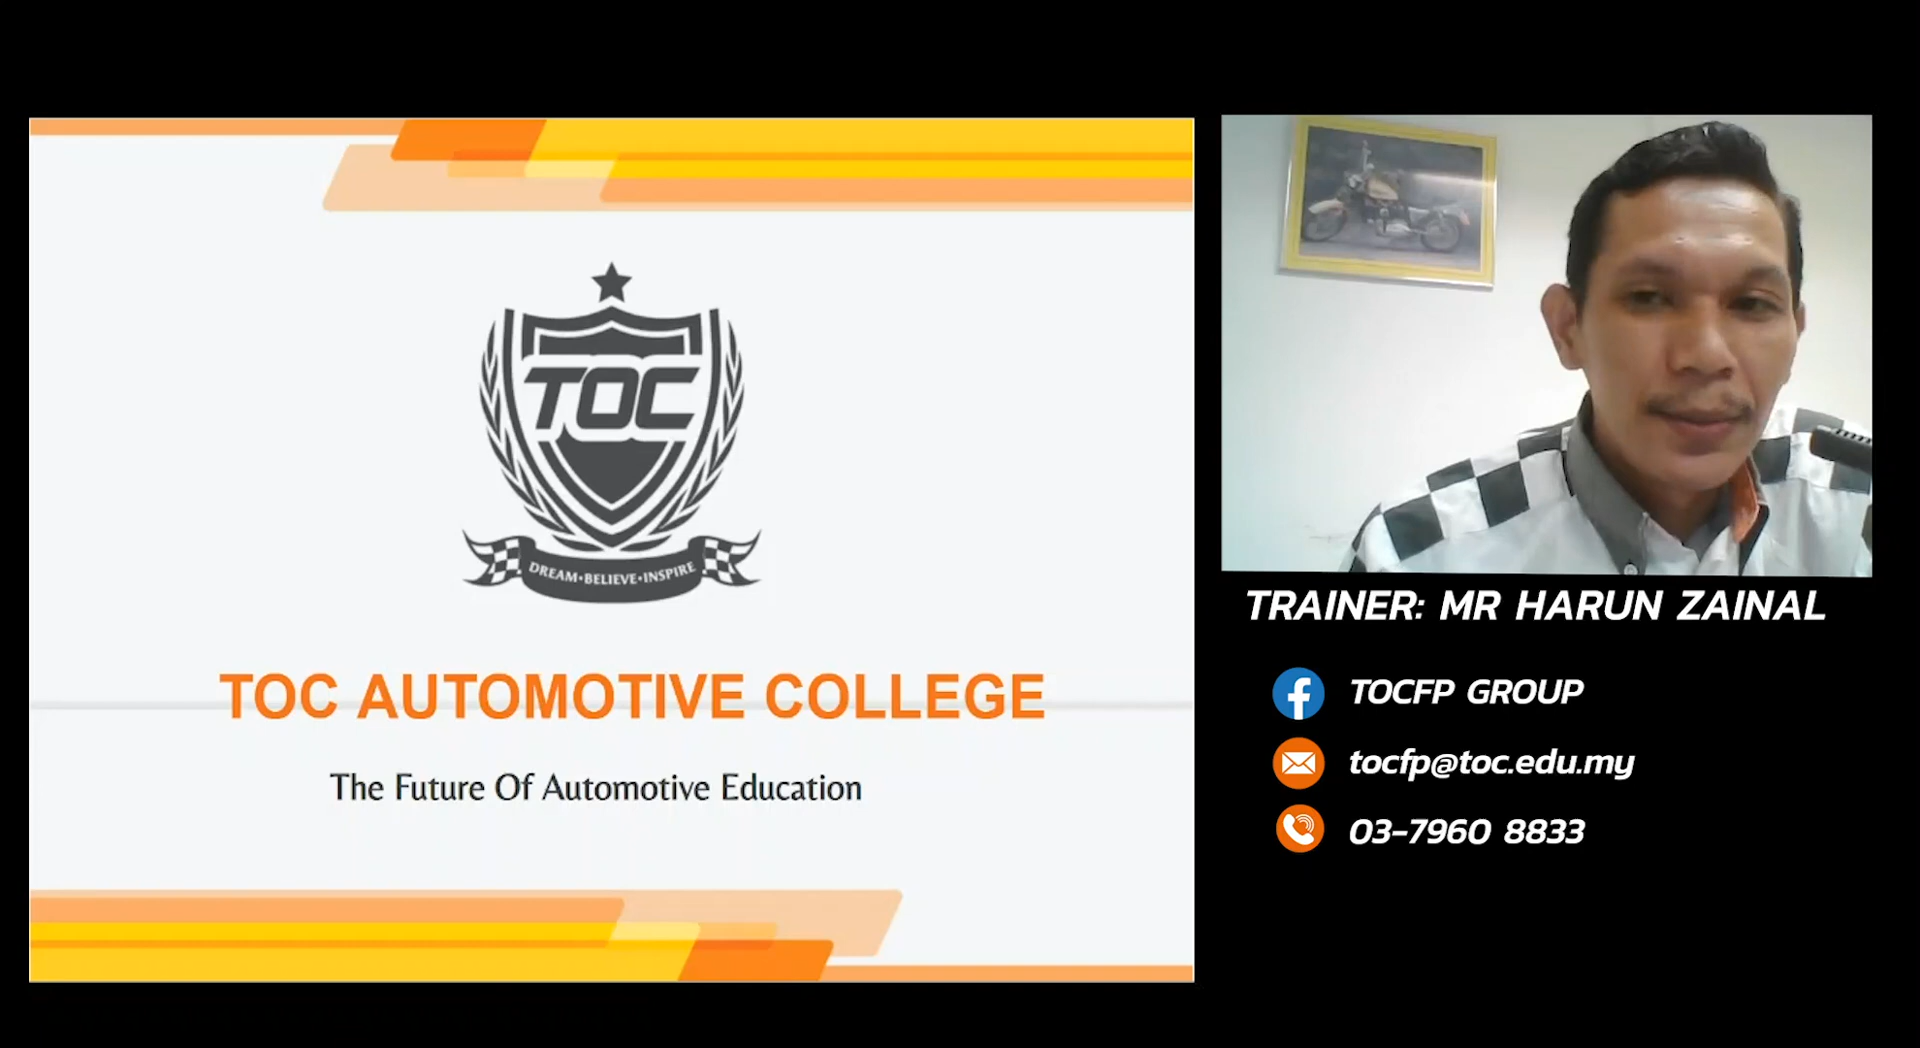 TOC
DREAM•BELIEVE•INSPIRE
TOC AUTOMOTIVE COLLEGE
The Future Of Automotive Education
TRAINER: MR HARUN ZAINAL
TOCFP GROUP
tocfp@toc.edu.my
03-7960 8833